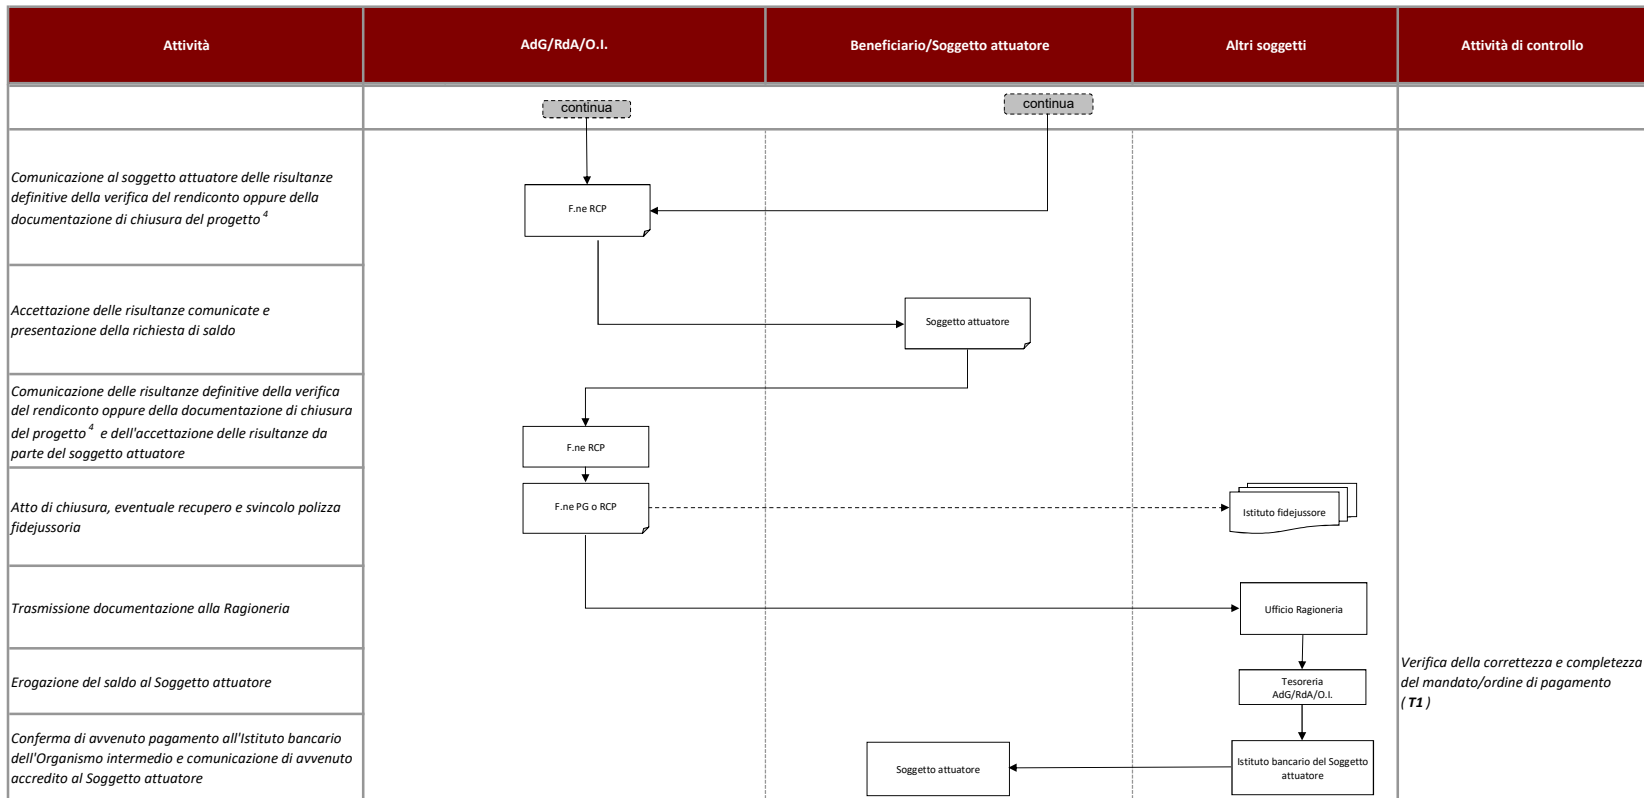 Attività
AdG/RdA/O.I.
Beneficiario/Soggetto attuatore
Altri soggetti
Attività di controllo
continua
continua
Comunicazione al soggetto attuatore delle risultanze
definitive della verifica del rendiconto oppure della
documentazione di chiusura del progetto 4
F.ne RCP
Accettazione delle risultanze comunicate e
presentazione della richiesta di saldo
Soggetto attuatore
Comunicazione delle risultanze definitive della verifica
del rendiconto oppure della documentazione di chiusura
del progetto 4 e dell'accettazione delle risultanze da
parte del soggetto attuatore
F.ne RCP
Atto di chiusura, eventuale recupero e svincolo polizza
fidejussoria
F.ne PG o RCP
Istituto fidejussore
Trasmissione documentazione alla Ragioneria
Ufficio Ragioneria
Erogazione del saldo al Soggetto attuatore
Tesoreria
AdG/RdA/O.I.
Verifica della correttezza e completezza
del mandato/ordine di pagamento
( T1 )
Conferma di avvenuto pagamento all'Istituto bancario
dell'Organismo intermedio e comunicazione di avvenuto
accredito al Soggetto attuatore
Soggetto attuatore
Istituto bancario del Soggetto
attuatore